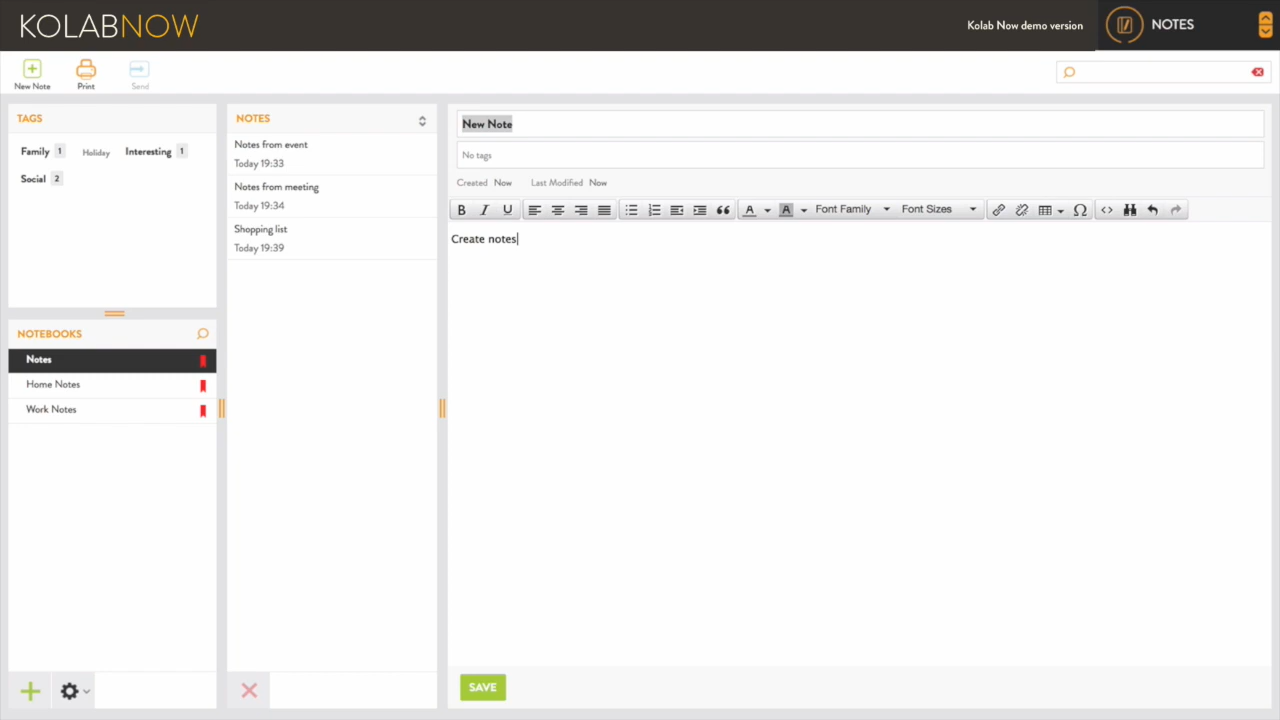 KOLABNOW
Kolab Now demo version
NOTES
New Note
Print
Send
TAGS
Family 1
Holiday
Interesting 1
Social 2
NOTEBOOKS
Notes
Home Notes
Work Notes
NOTES
Notes from event
Today 19:33
Notes from meeting
Today 19:34
Shopping list
Today 19:39
New Note
No tags
Created Now Last Modified Now
B I U A A Font Family Font Sizes Ω
Create notes
SAVE